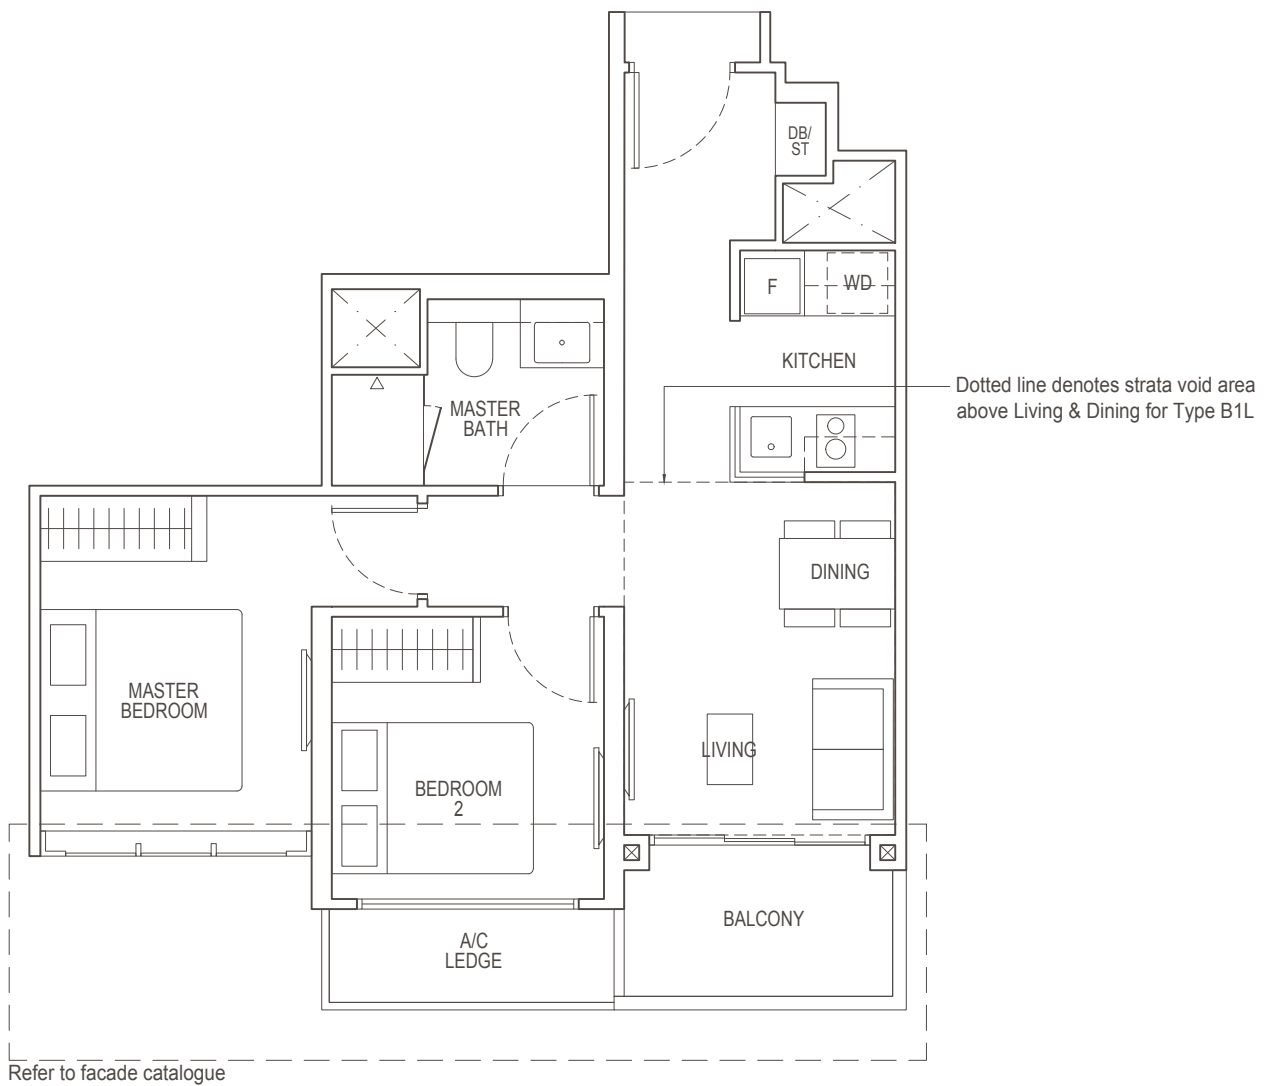 DB/
ST
F
WD
KITCHEN
Dotted line denotes strata void area
above Living & Dining for Type B1L
MASTER
BATH
DINING
MASTER
BEDROOM
LIVING
BEDROOM
2
BALCONY
A/C
LEDGE
Refer to facade catalogue